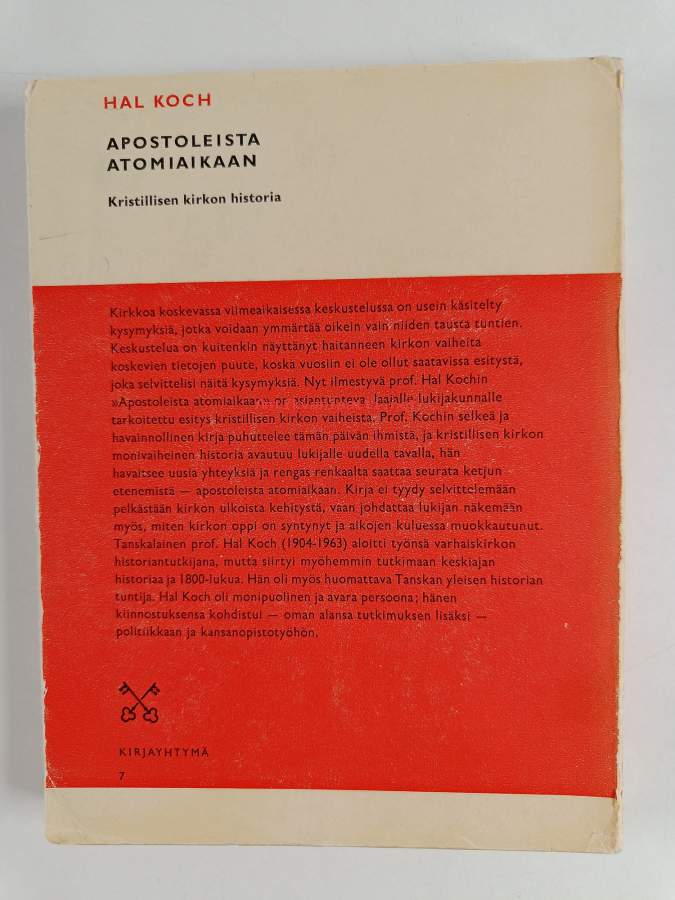 HAL KOCH
APOSTOLEISTA
ATOMIAIKAAN
Kristillisen kirkon historia
Kirkkoa koskevassa viimeaikaisessa keskustelussa on usein käsitelty
kysymyksiä, jotka voidaan ymmärtää oikein vain niiden tausta tuntien.
Keskustelua on kuitenkin näyttänyt haitanneen kirkon vaiheita
koskevien tietojen puute, koska vuosiin ei ole ollut saatavissa esitystä,
joka selvittelisi näitä kysymyksiä. Nyt ilmestyvä prof. Hal Kochin
»Apostoleista atomiaikaan» on asiantunteva, laajalle lukijakunnalle
tarkoitettu esitys kristillisen kirkon vaiheista. Prof. Kochin selkeä ja
havainnollinen kirja puhuttelee tämän päivän ihmistä, ja kristillisen kirkon
monivaiheinen historia avautuu lukijalle uudella tavalla, hän
havaitsee uusia yhteyksiä ja rengas renkaalta saattaa seurata ketjun
etenemistä — apostoleista atomiaikaan. Kirja ei tyydy selvittelemään
pelkästään kirkon ulkoista kehitystä, vaan johdattaa lukijan näkemään
myös, miten kirkon oppi on syntynyt ja aikojen kuluessa muokkautunut.
Tanskalainen prof. Hal Koch (1904-1963) aloitti työnsä varhaiskirkon
historiantutkijana, mutta siirtyi myöhemmin tutkimaan keskiajan
historiaa ja 1800-lukua. Hän oli myös huomattava Tanskan yleisen historian
tuntija. Hal Koch oli monipuolinen ja avara persoona; hänen
kiinnostuksensa kohdistui — oman alansa tutkimuksen lisäksi —
politiikkaan ja kansanopistotyöhön.
KIRJAYHTYMÄ
7